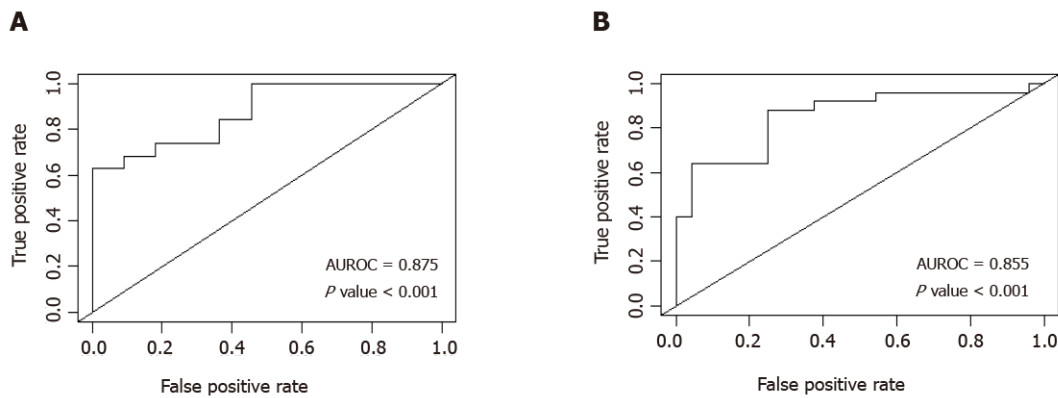 A
True positive rate
1.0
0.8
0.6
0.4
0.2
0.0
AUROC = 0.875
P value < 0.001
0.0 0.2 0.4 0.6 0.8 1.0
False positive rate
B
True positive rate
1.0
0.8
0.6
0.4
0.2
0.0
AUROC = 0.855
P value < 0.001
0.0 0.2 0.4 0.6 0.8 1.0
False positive rate